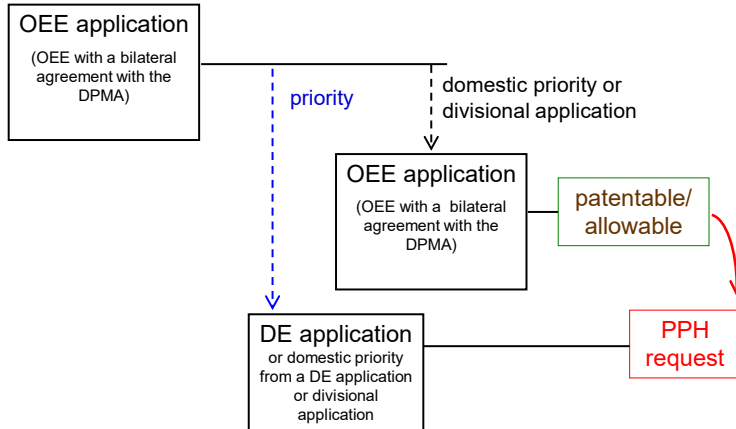 OEE application
(OEE with a bilateral
agreement with the
DPMA)
priority
domestic priority or
divisional application
OEE application
(OEE with a  bilateral
agreement with the
DPMA)
patentable/
allowable
DE application
or domestic priority
from a DE application
or divisional
application
PPH
request